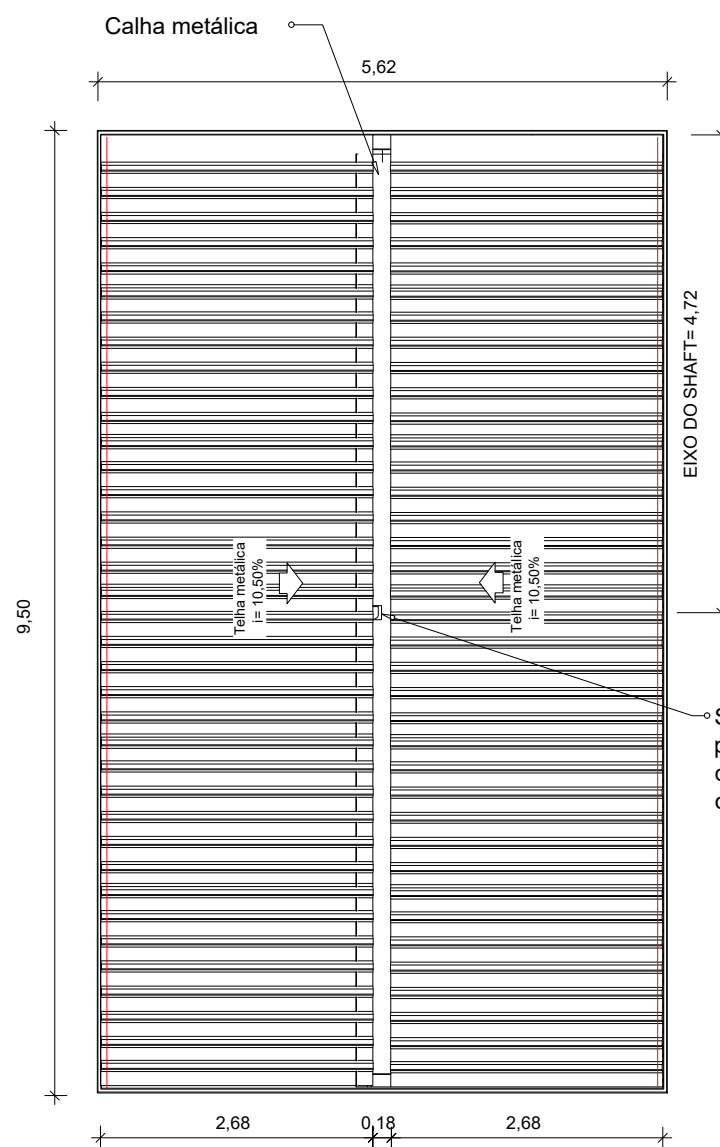 Calha metálica
5,62
EIXO DO SHAFT= 4,72
9,50
Telha metálica
i= 10,50%
Telha metálica
i= 10,50%
2,68
0,18
2,68